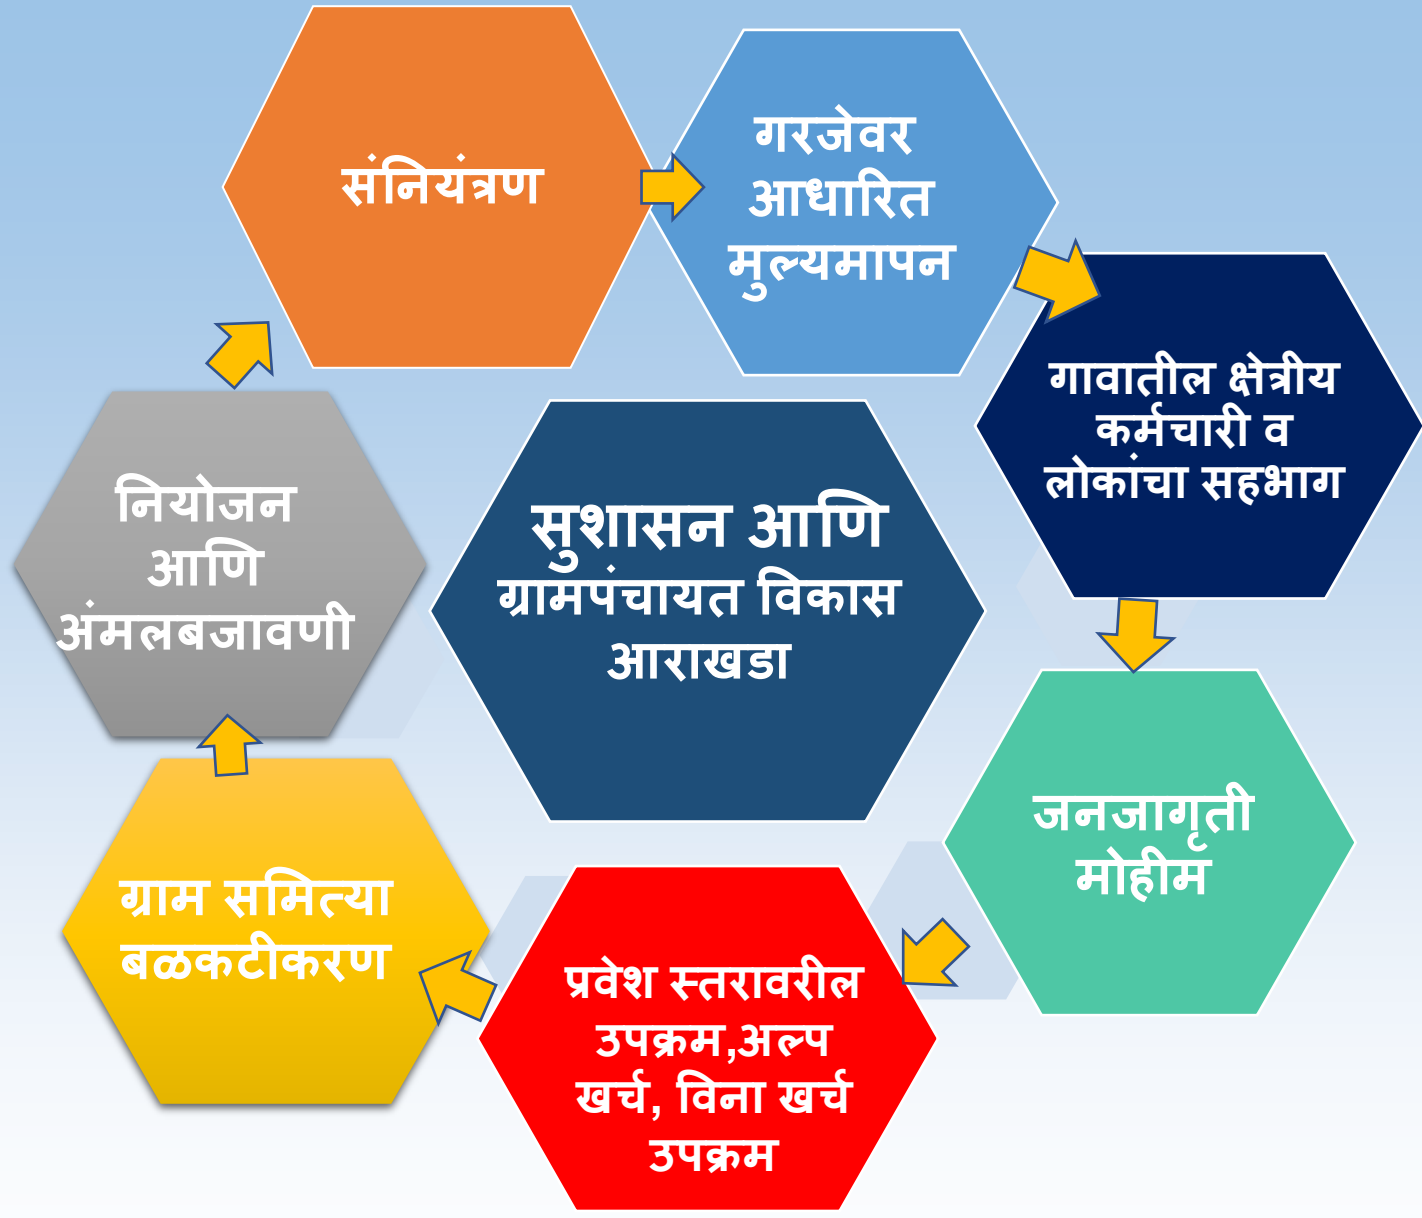 संनियंत्रण
गरजेवर
आधारित
मुल्यमापन
गावातील क्षेत्रीय
कर्मचारी व
लोकांचा सहभाग
जनजागृती
मोहीम
प्रवेश स्तरावरील
उपक्रम,अल्प
खर्च, विना खर्च
उपक्रम
ग्राम समित्या
बळकटीकरण
नियोजन
आणि
अंमलबजावणी
सुशासन आणि
ग्रामपंचायत विकास
आराखडा